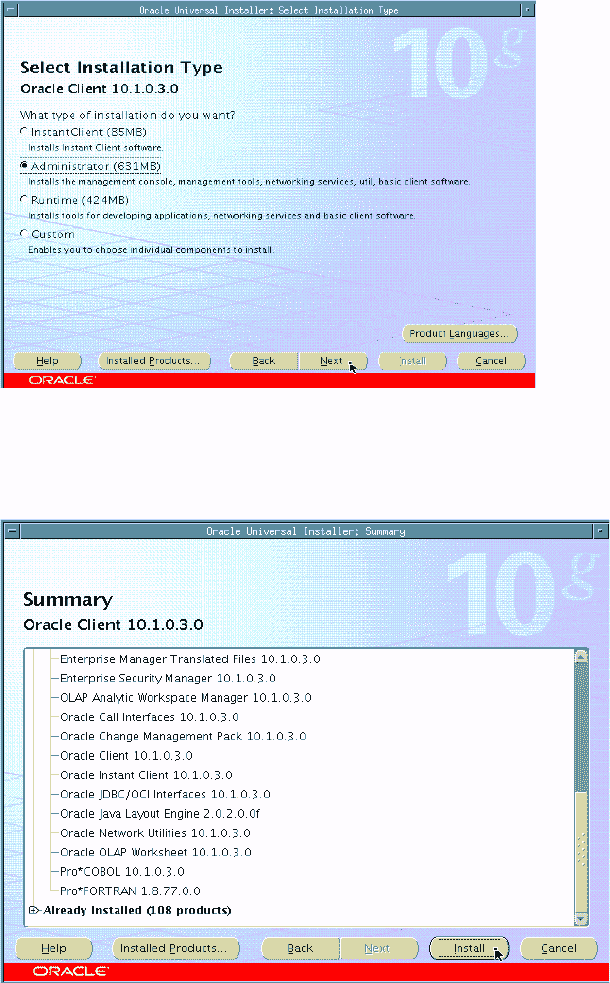 Oracle Universal Installer: Select Installation Type
10g
Select Installation Type
Oracle Client 10.1.0.3.0
What type of installation do you want?
InstantClient (85MB)
Installs Instant Client software.
Administrator (631MB)
Installs the management console, management tools, networking services, util, basic client software.
Runtime (424MB)
Installs tools for developing applications, networking services and basic client software.
Custom
Enables you to choose individual components to install.
Product Languages...
Help Installed Products... Back Next Install Cancel
ORACLE
Oracle Universal Installer: Summary
10g
Summary
Oracle Client 10.1.0.3.0
Enterprise Manager Translated Files 10.1.0.3.0
Enterprise Security Manager 10.1.0.3.0
OLAP Analytic Workspace Manager 10.1.0.3.0
Oracle Call Interfaces 10.1.0.3.0
Oracle Change Management Pack 10.1.0.3.0
Oracle Client 10.1.0.3.0
Oracle Instant Client 10.1.0.3.0
Oracle JDBC/OCI Interfaces 10.1.0.3.0
Oracle Java Layout Engine 2.0.2.0.0f
Oracle Network Utilities 10.1.0.3.0
Oracle OLAP Worksheet 10.1.0.3.0
Pro*COBOL 10.1.0.3.0
Pro*FORTRAN 1.8.77.0.0
Already Installed (108 products)
Help Installed Products... Back Next Install Cancel
ORACLE